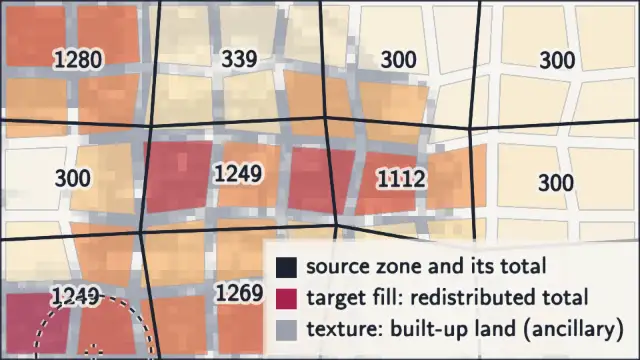 1280 339 300 300
300 1249 1112 300
1249 1269
source zone and its total
target fill: redistributed total
texture: built-up land (ancillary)